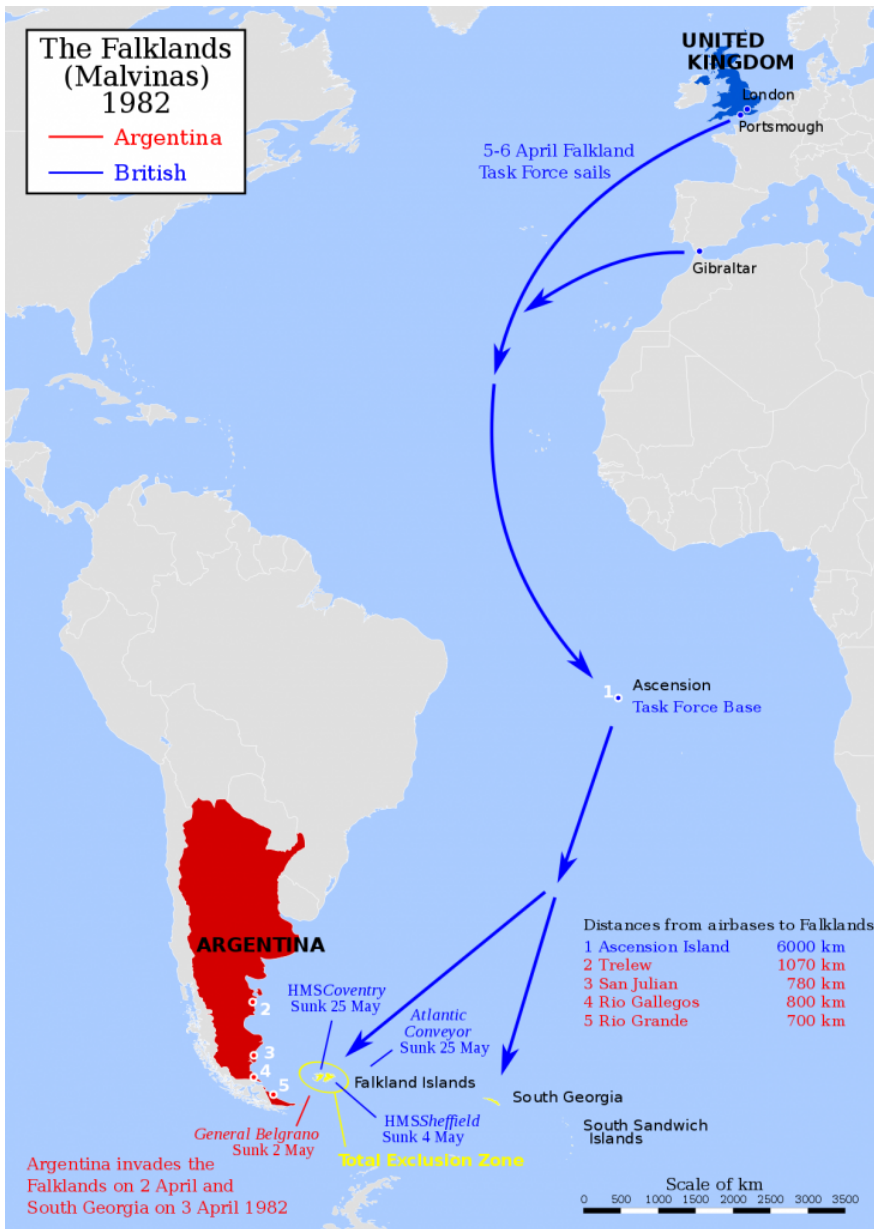 The Falklands
(Malvinas)
1982
Argentina
British
UNITED
KINGDOM
London
Portsmough
5-6 April Falkland
Task Force sails
Gibraltar
1
Ascension
Task Force Base
ARGENTINA
Distances from airbases to Falklands
1 Ascension Island 6000 km
2 Trelew 1070 km
3 San Julian 780 km
4 Rio Gallegos 800 km
5 Rio Grande 700 km
2
3
4
5
HMSCoventry
Sunk 25 May
Atlantic
Conveyor
Sunk 25 May
Falkland Islands
South Georgia
HMSSheffield
Sunk 4 May
General Belgrano
Sunk 2 May
Total Exclusion Zone
South Sandwich
Islands
Argentina invades the
Falklands on 2 April and
South Georgia on 3 April 1982
Scale of km
0 500 1000 1500 2000 2500 3000 3500